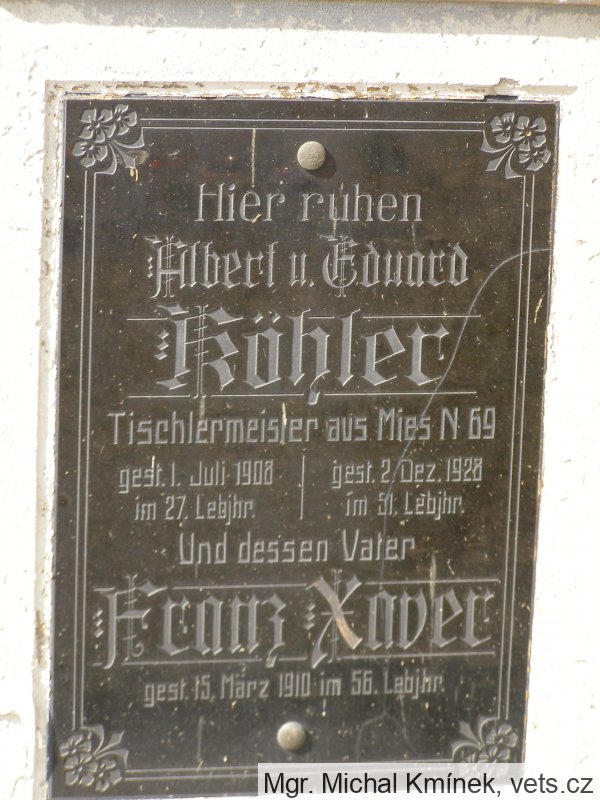 Hier ruhen
Albert u. Eduard
Köhler
Tischlermeister aus Mies N 69
gest. 1. Juli 1908
im 27. Lebjhr.
gest. 2. Dez. 1928
im 51. Lebjhr.
Und dessen Vater
Franz Xaver
gest. 15. März 1910 im 56. Lebjhr.
Mgr. Michal Kmínek, vets.cz